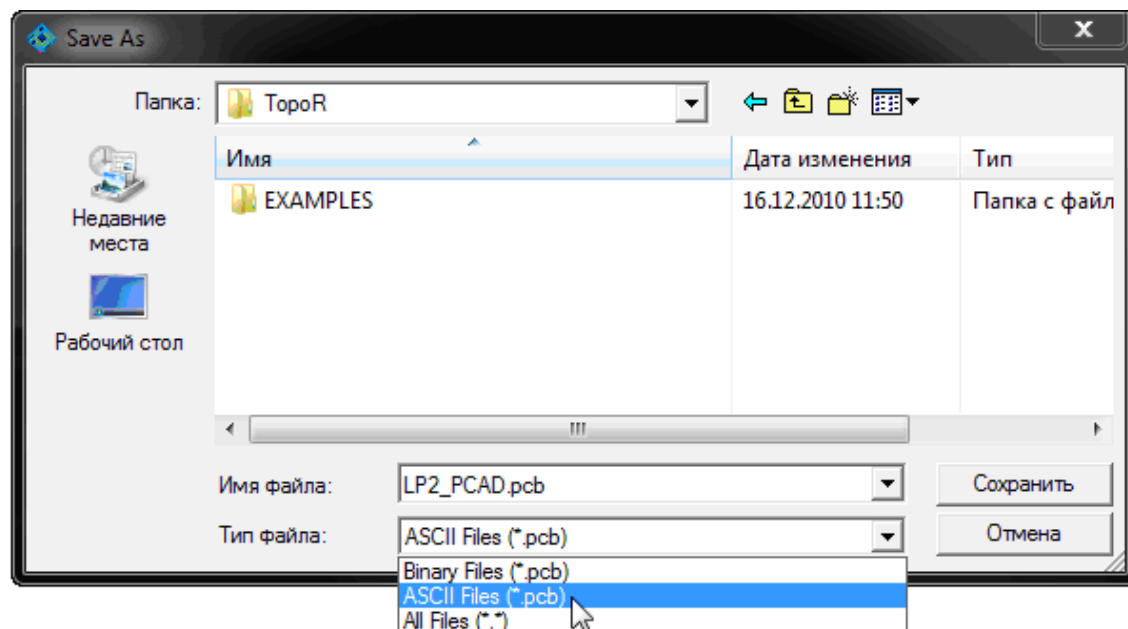 Save As
Папка: TopoR
Имя Дата изменения Тип
EXAMPLES 16.12.2010 11:50 Папка с файл
Недавние
места
Рабочий стол
Имя файла: LP2_PCAD.pcb Сохранить
Тип файла: ASCII Files (*.pcb) Отмена
Binary Files (*.pcb)
ASCII Files (*.pcb)
All Files (*.*)